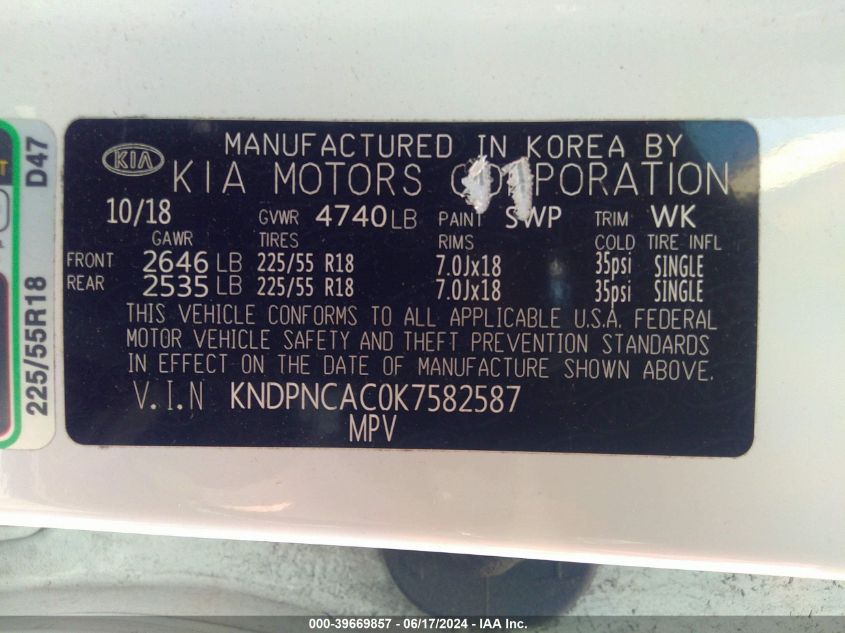 MANUFACTURED IN KOREA BY
KIA KIA MOTORS
10/18 GVWR 4740LB PAINT SWP TRIM WK
GAWR TIRES RIMS COLD TIRE INFL
FRONT 2646 LB 225/55 R18 7.0Jx18 35psi SINGLE
REAR 2535 LB 225/55 R18 7.0Jx18 35psi SINGLE
THIS VEHICLE CONFORMS TO ALL APPLICABLE U.S.A. FEDERAL
MOTOR VEHICLE SAFETY AND THEFT PREVENTION STANDARDS
IN EFFECT ON THE DATE OF MANUFACTURE SHOWN ABOVE.
V.I.N KNDPNCAC0K7582587
MPV
225/55R18 D47
000-39669857 - 06/17/2024 - IAA Inc.